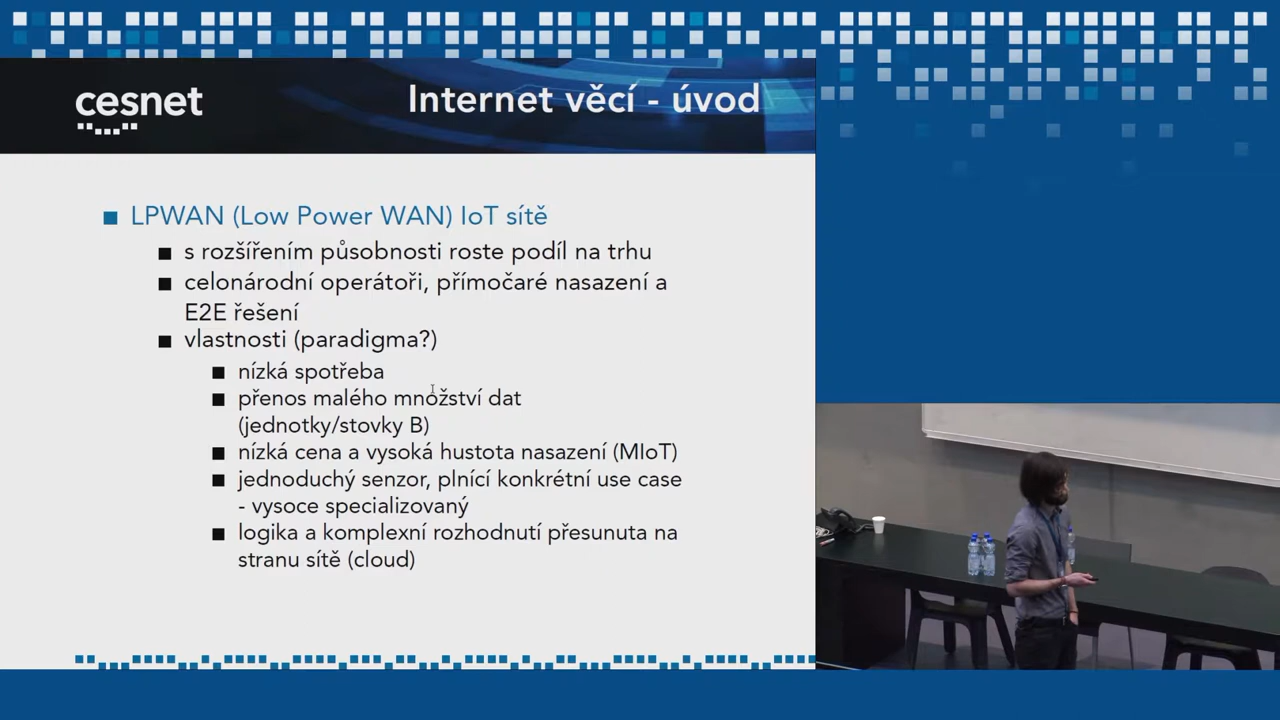 cesnet
Internet věcí - úvod
LPWAN (Low Power WAN) IoT sítě
s rozšířením působnosti roste podíl na trhu
celonárodní operátoři, přímočaré nasazení a
E2E řešení
vlastnosti (paradigma?)
nízká spotřeba
přenos malého množství dat
(jednotky/stovky B)
nízká cena a vysoká hustota nasazení (MIoT)
jednoduchý senzor, plnící konkrétní use case
- vysoce specializovaný
logika a komplexní rozhodnutí přesunuta na
stranu sítě (cloud)